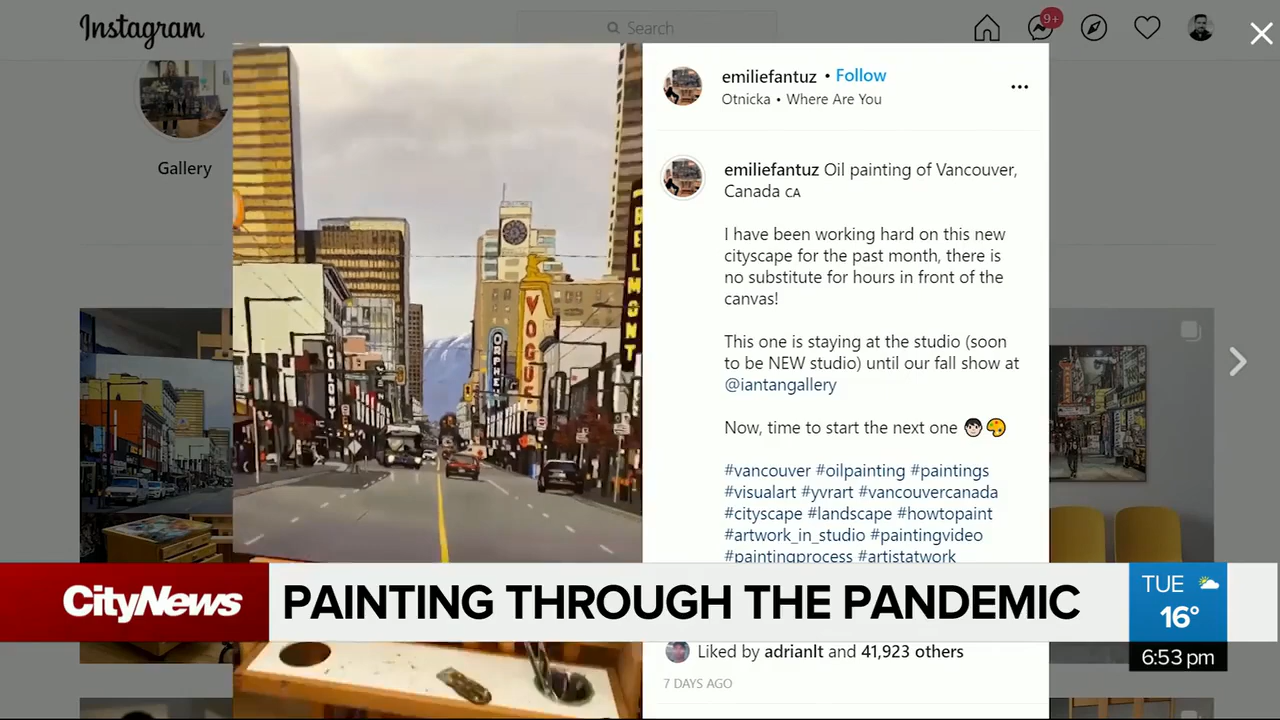 Instagram
Search
9+
Gallery
emiliefantuz • Follow
Otnicka • Where Are You
emiliefantuz Oil painting of Vancouver,
Canada CA
I have been working hard on this new
cityscape for the past month, there is
no substitute for hours in front of the
canvas!
This one is staying at the studio (soon
to be NEW studio) until our fall show at
@iantangallery
Now, time to start the next one
#vancouver #oilpainting #paintings
#visualart #yvrart #vancouvercanada
#cityscape #landscape #howtopaint
#artwork_in_studio #paintingvideo
#paintingprocess #artistatwork
BELMONT
VOGUE
ORPHEU
COLONY
CityNews
PAINTING THROUGH THE PANDEMIC
TUE
16°
6:53 pm
Liked by adrianlt and 41,923 others
7 DAYS AGO